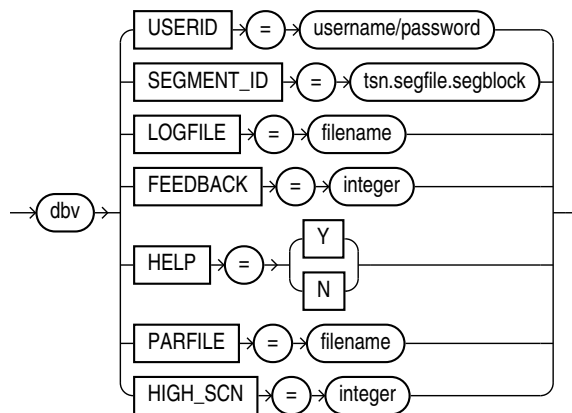 USERID = username/password
SEGMENT_ID = tsn.segfile.segblock
LOGFILE = filename
FEEDBACK = integer
dbv
HELP = Y
N
PARFILE = filename
HIGH_SCN = integer